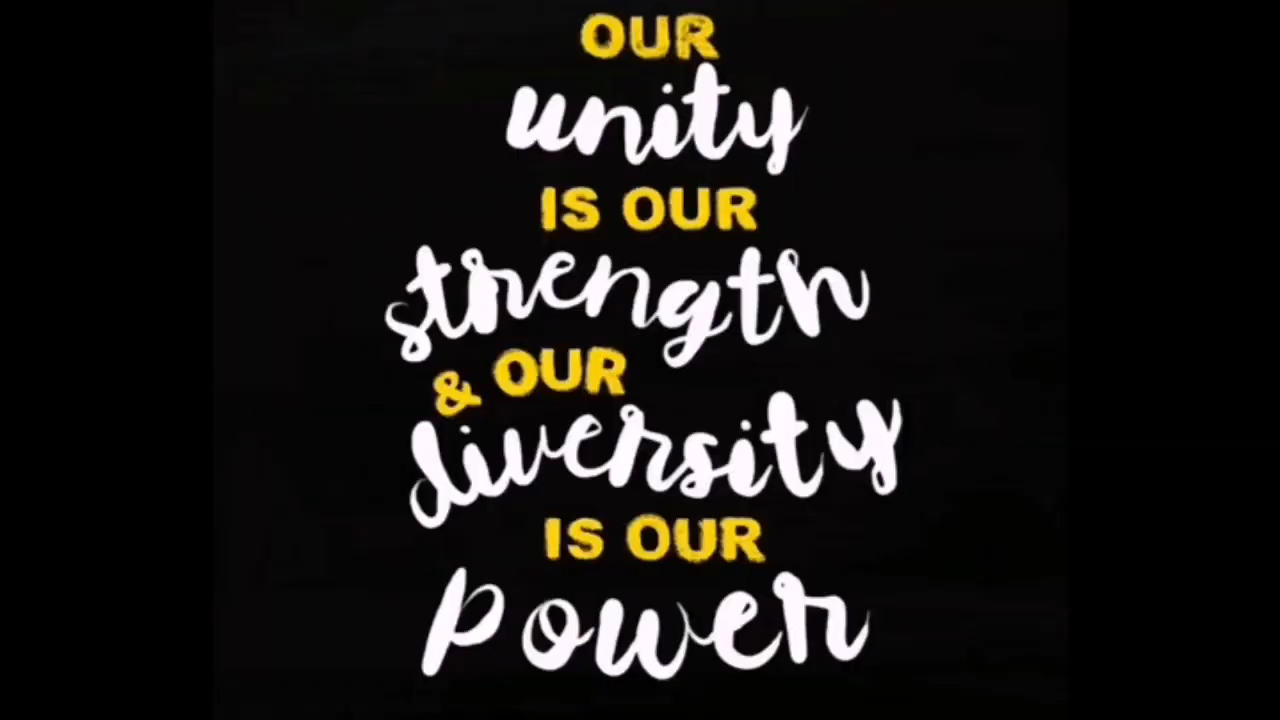 OUR
unity
IS OUR
strength
& OUR
diversity
IS OUR
power